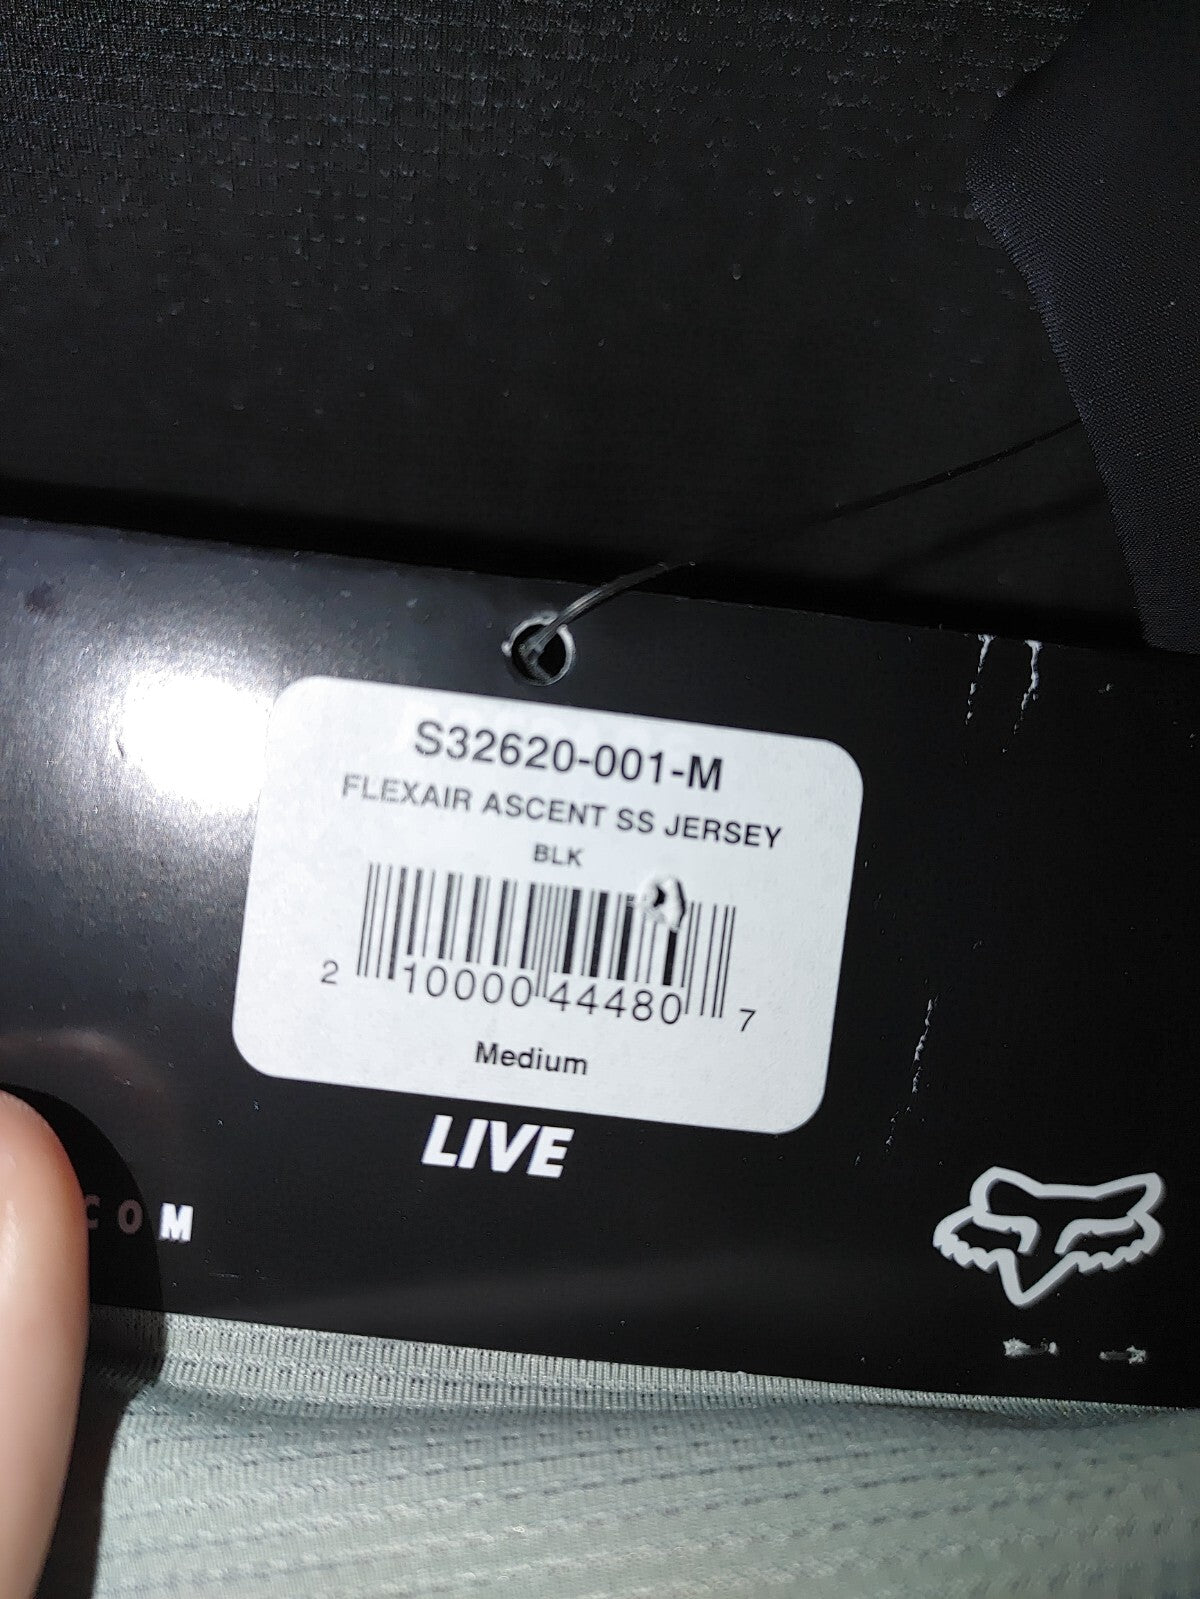 S32620-001-M
FLEXAIR ASCENT SS JERSEY
BLK
2 10000 44480 7
Medium
LIVE
COM